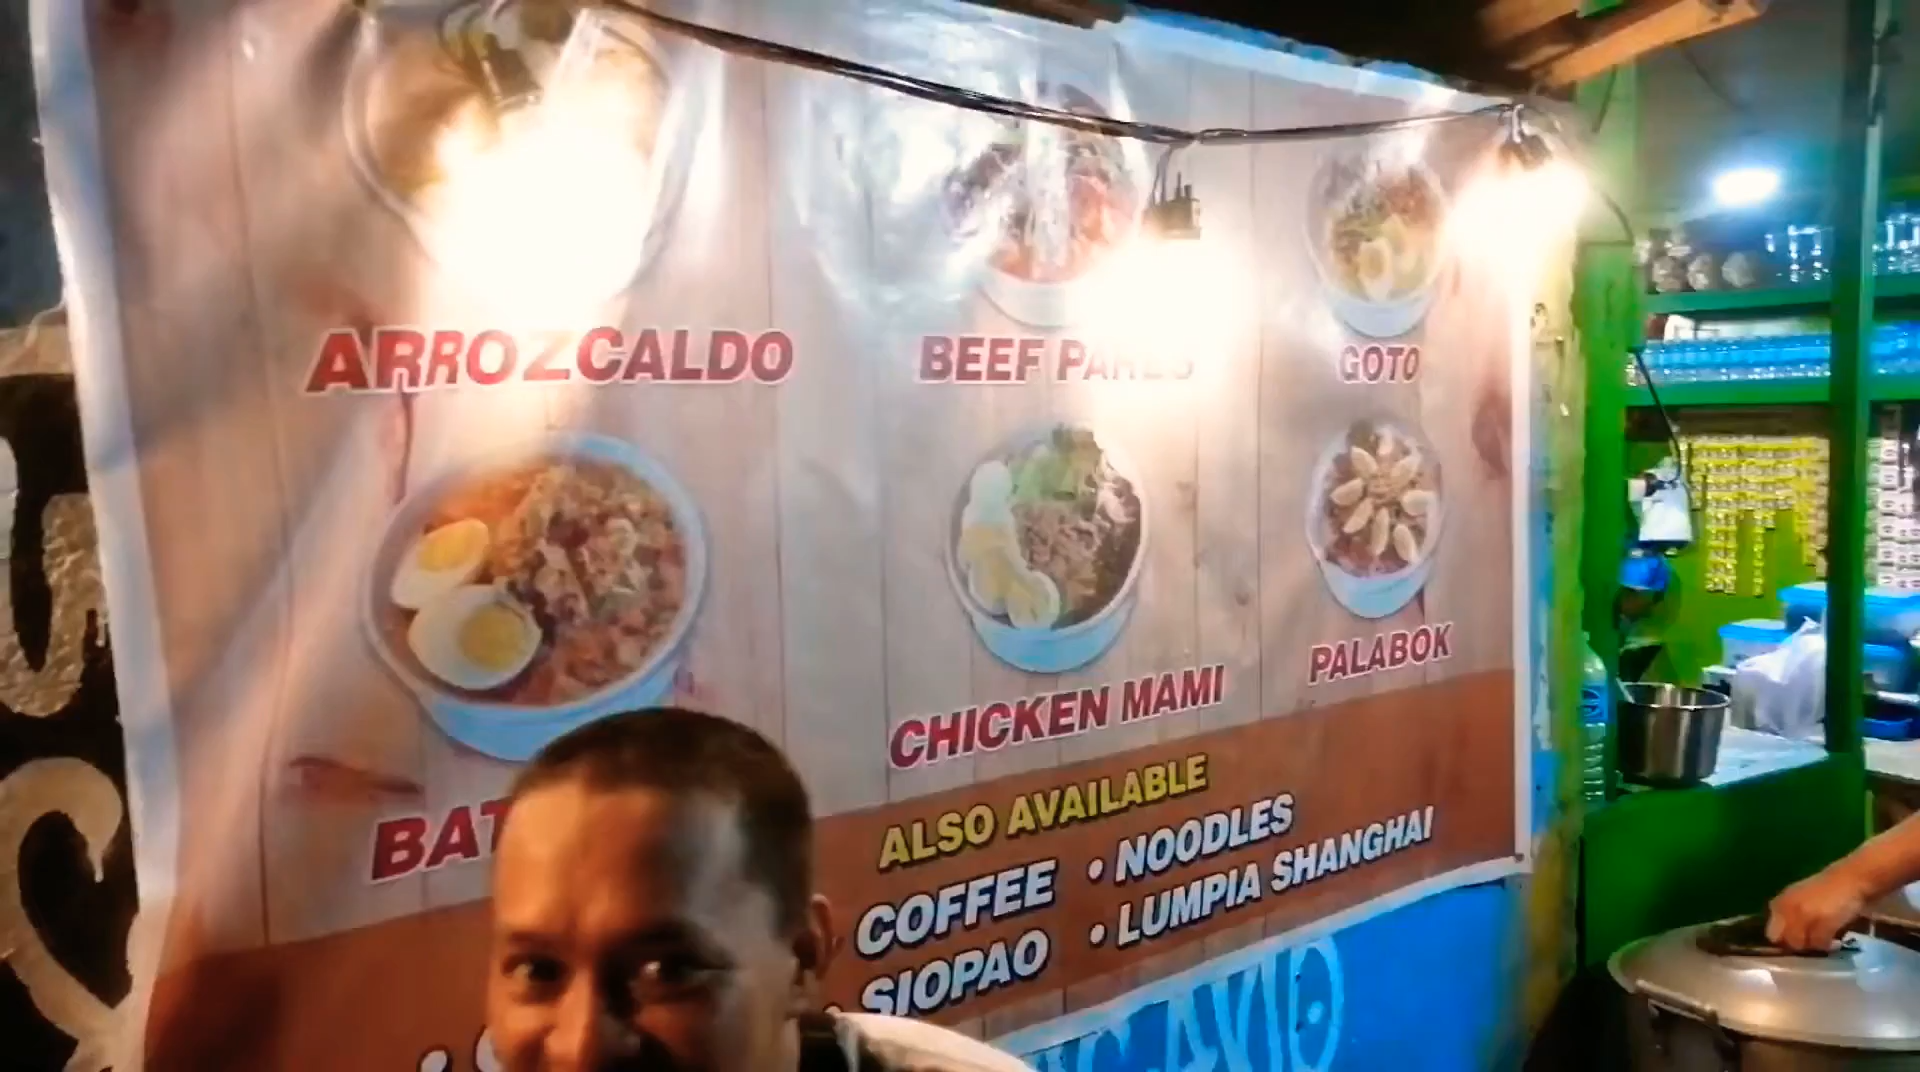 ARROZCALDO
BEEF PARES
GOTO
CHICKEN MAMI
PALABOK
ALSO AVAILABLE
COFFEE • NOODLES
SIOPAO • LUMPIA SHANGHAI